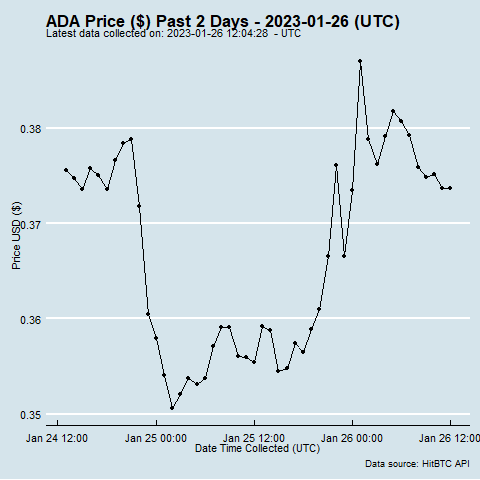 ADA Price ($) Past 2 Days - 2023-01-26 (UTC)
Latest data collected on: 2023-01-26 12:04:28  - UTC
0.38
0.37
0.36
0.35
Price USD ($)
Jan 24 12:00 Jan 25 00:00 Jan 25 12:00 Jan 26 00:00 Jan 26 12:00
Date Time Collected (UTC)
Data source: HitBTC API